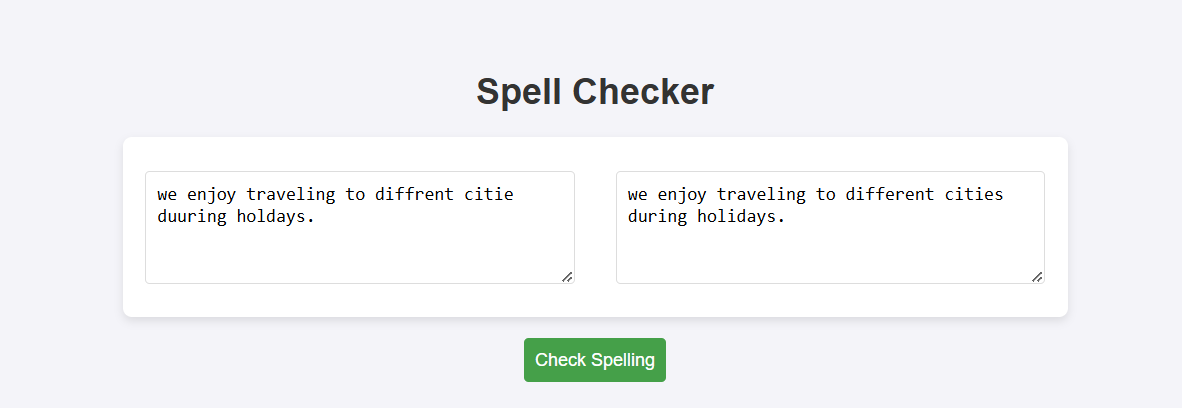 Spell Checker
we enjoy traveling to diffrent citie
duuring holdays.
we enjoy traveling to different cities
during holidays.
Check Spelling